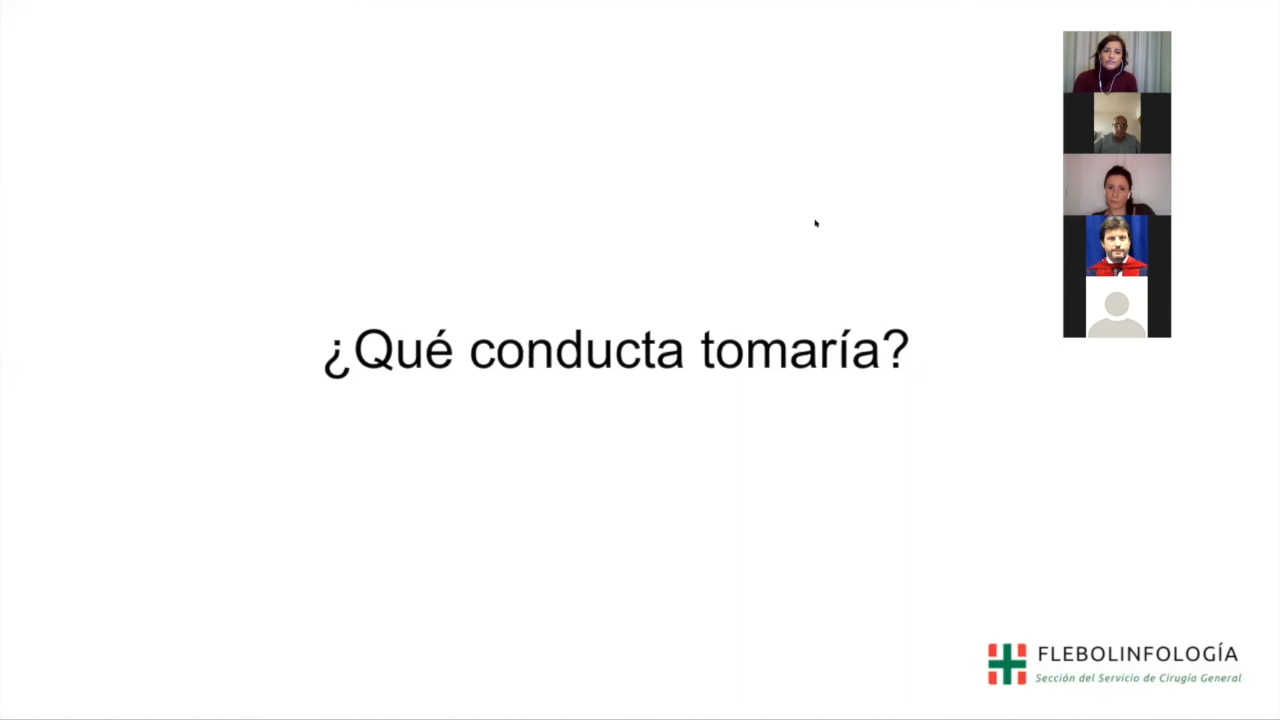 ¿Qué conducta tomaría?
FLEBOLINFOLOGÍA
Sección del Servicio de Cirugía General